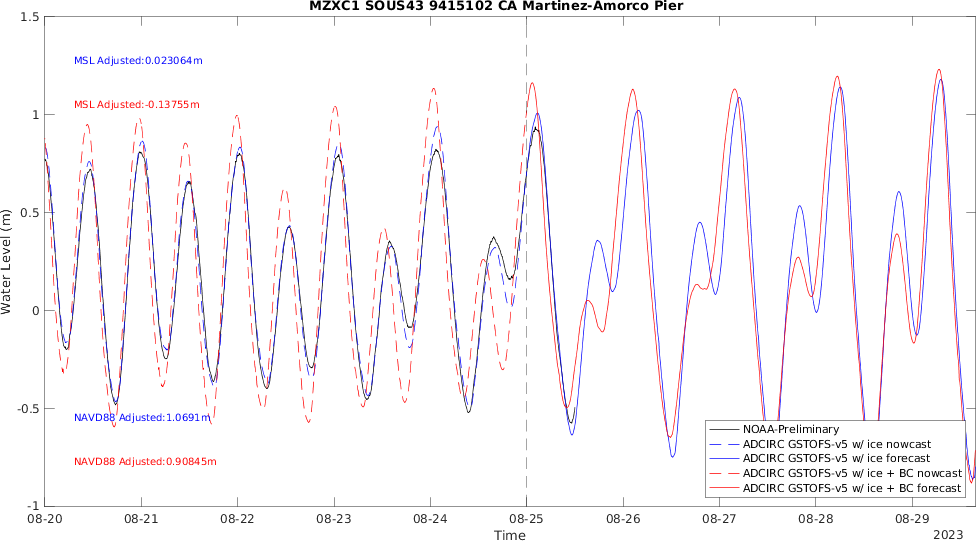 MZXC1 SOUS43 9415102 CA Martinez-Amorco Pier
1.5
1
0.5
0
-0.5
-1
Water Level (m)
MSL Adjusted:0.023064m
MSL Adjusted:-0.13755m
NAVD88 Adjusted:1.0691m
NAVD88 Adjusted:0.90845m
NOAA-Preliminary
ADCIRC GSTOFS-v5 w/ ice nowcast
ADCIRC GSTOFS-v5 w/ ice forecast
ADCIRC GSTOFS-v5 w/ ice + BC nowcast
ADCIRC GSTOFS-v5 w/ ice + BC forecast
08-20 08-21 08-22 08-23 08-24 08-25 08-26 08-27 08-28 08-29
Time
2023